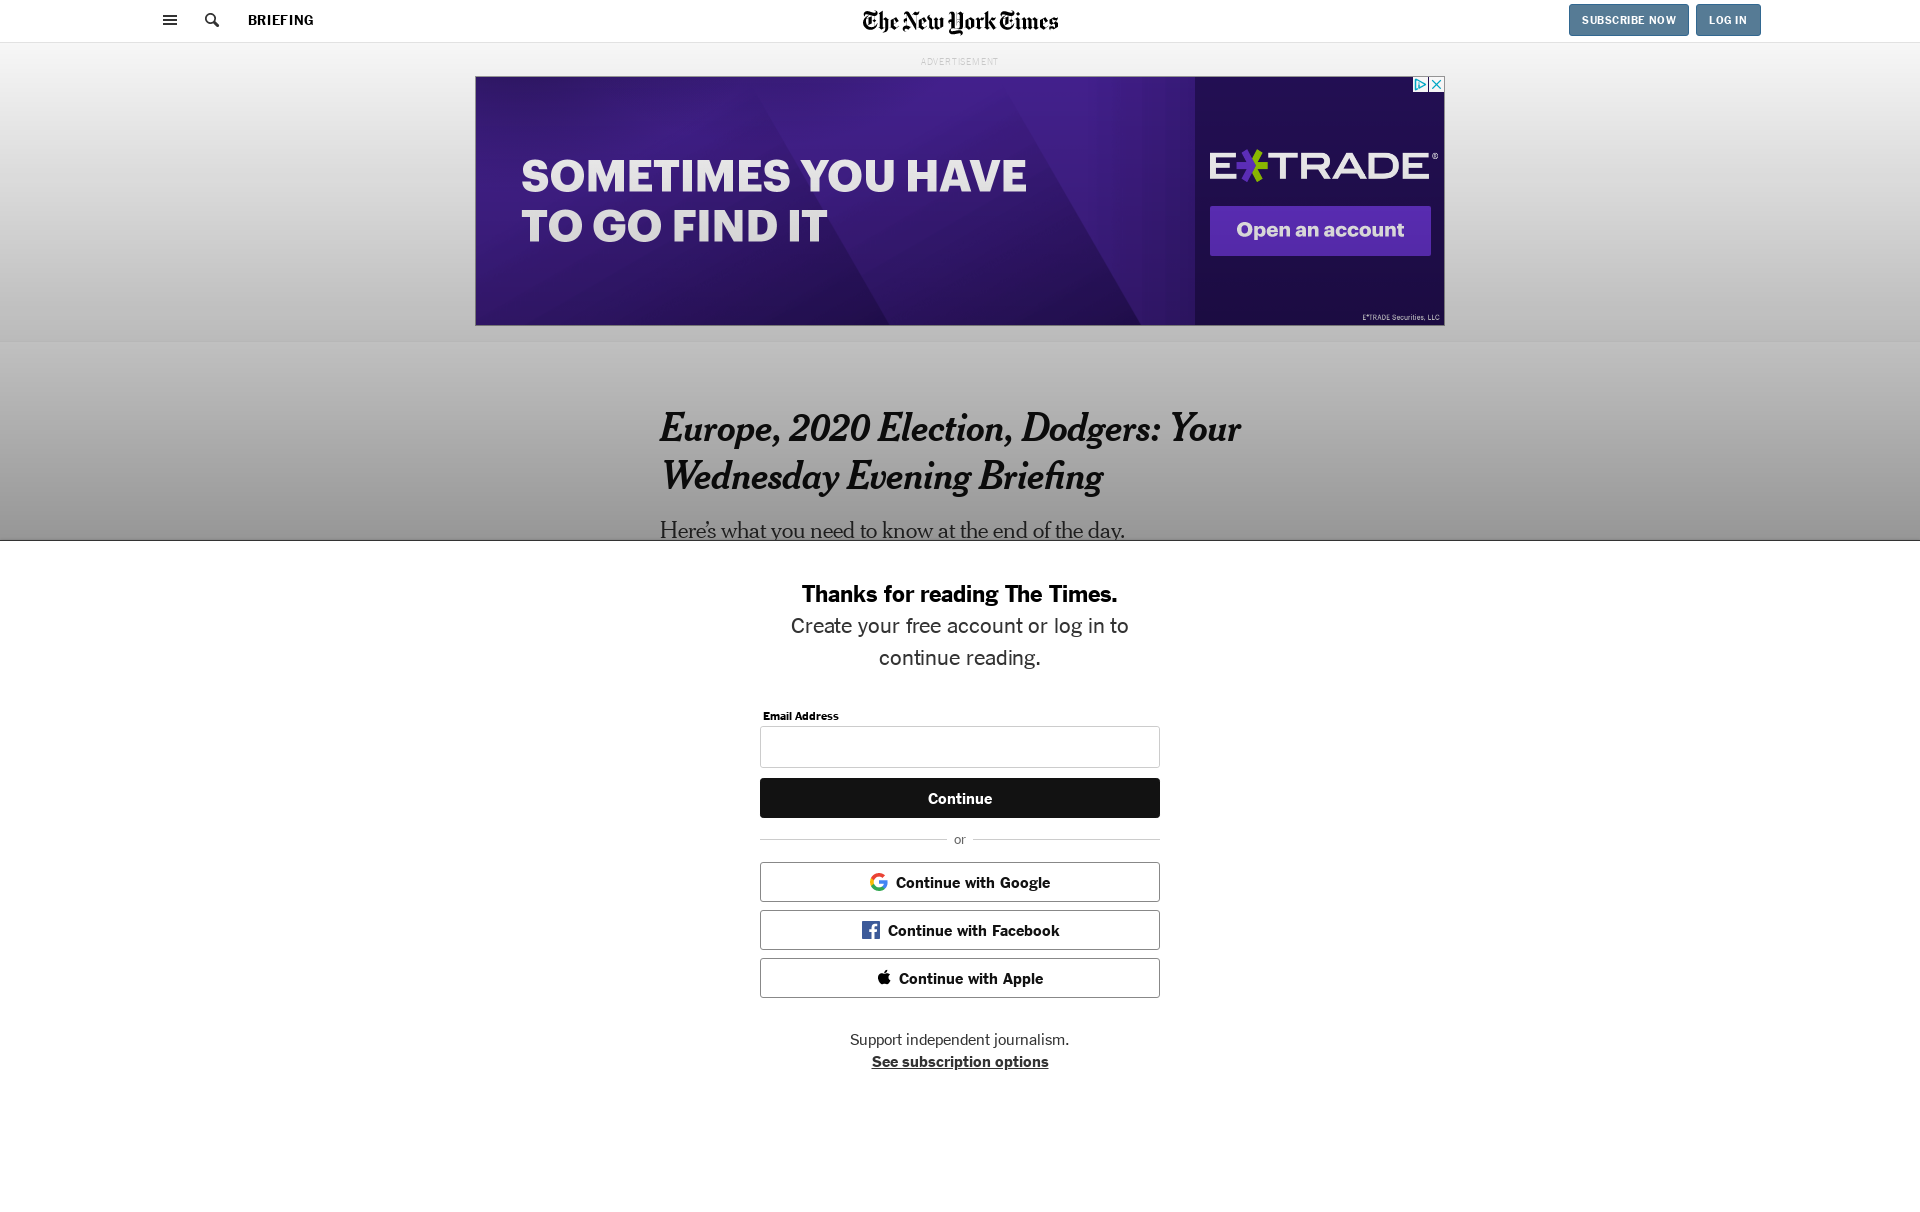 BRIEFING
The New York Times
SUBSCRIBE NOW
LOG IN
ADVERTISEMENT
SOMETIMES YOU HAVE
TO GO FIND IT
E*TRADE®
Open an account
E*TRADE Securities, LLC
Europe, 2020 Election, Dodgers: Your
Wednesday Evening Briefing
Here’s what you need to know at the end of the day.
Thanks for reading The Times.
Create your free account or log in to
continue reading.
Email Address
Continue
or
Continue with Google
Continue with Facebook
Continue with Apple
Support independent journalism.
See subscription options